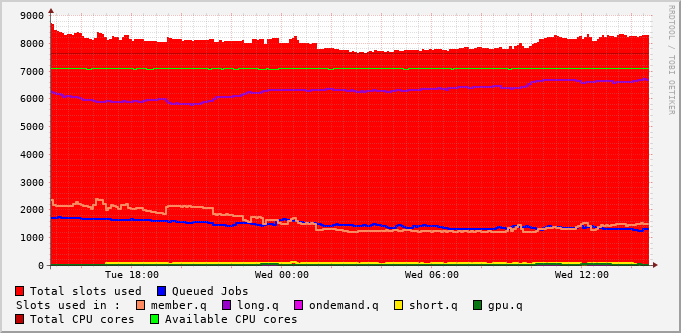 9000
8000
7000
6000
5000
4000
3000
2000
1000
0
Tue 18:00 Wed 00:00 Wed 06:00 Wed 12:00
Total slots used Queued Jobs
Slots used in : member.q long.q ondemand.q short.q gpu.q
Total CPU cores Available CPU cores
RRDTOOL / TOBI OETIKER